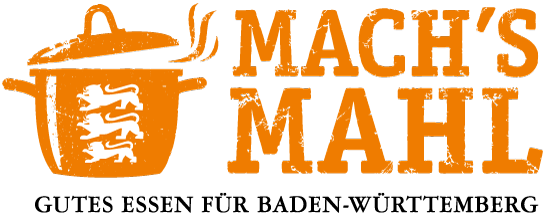 MACH'S
MAHL
GUTES ESSEN FÜR BADEN-WÜRTTEMBERG